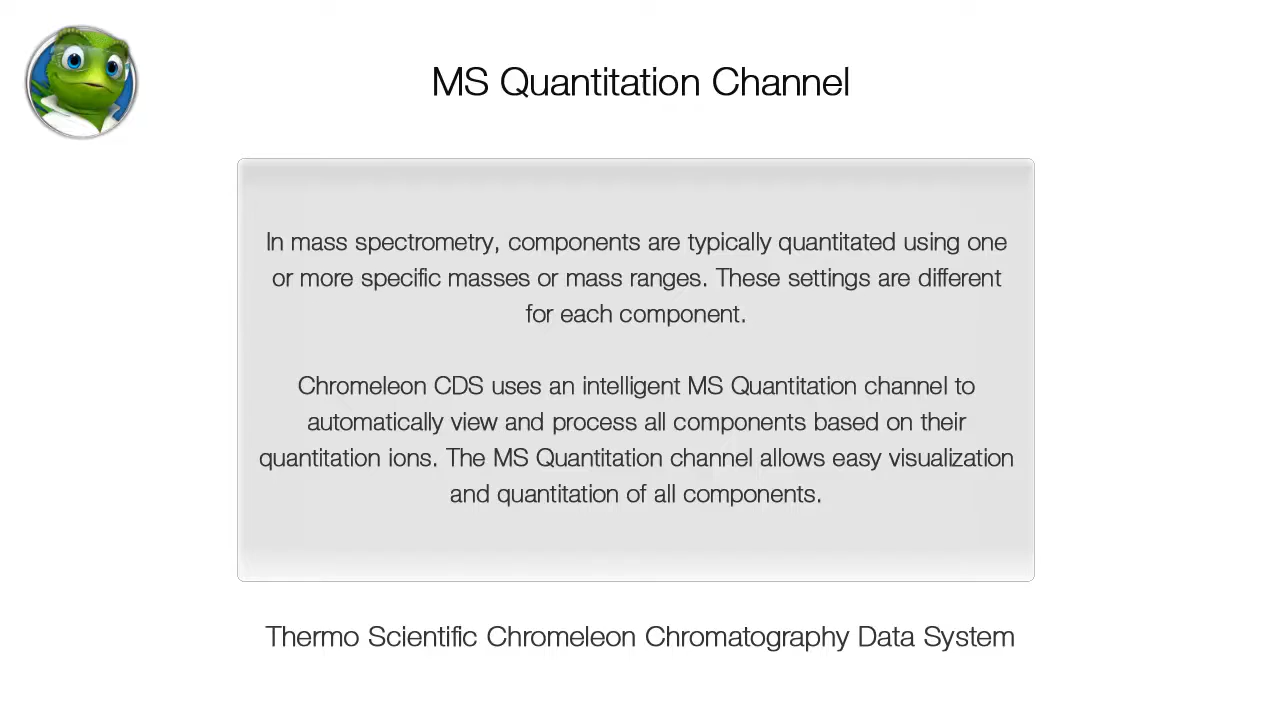 MS Quantitation Channel
In mass spectrometry, components are typically quantitated using one
or more specific masses or mass ranges. These settings are different
for each component.
Chromeleon CDS uses an intelligent MS Quantitation channel to
automatically view and process all components based on their
quantitation ions. The MS Quantitation channel allows easy visualization
and quantitation of all components.
Thermo Scientific Chromeleon Chromatography Data System